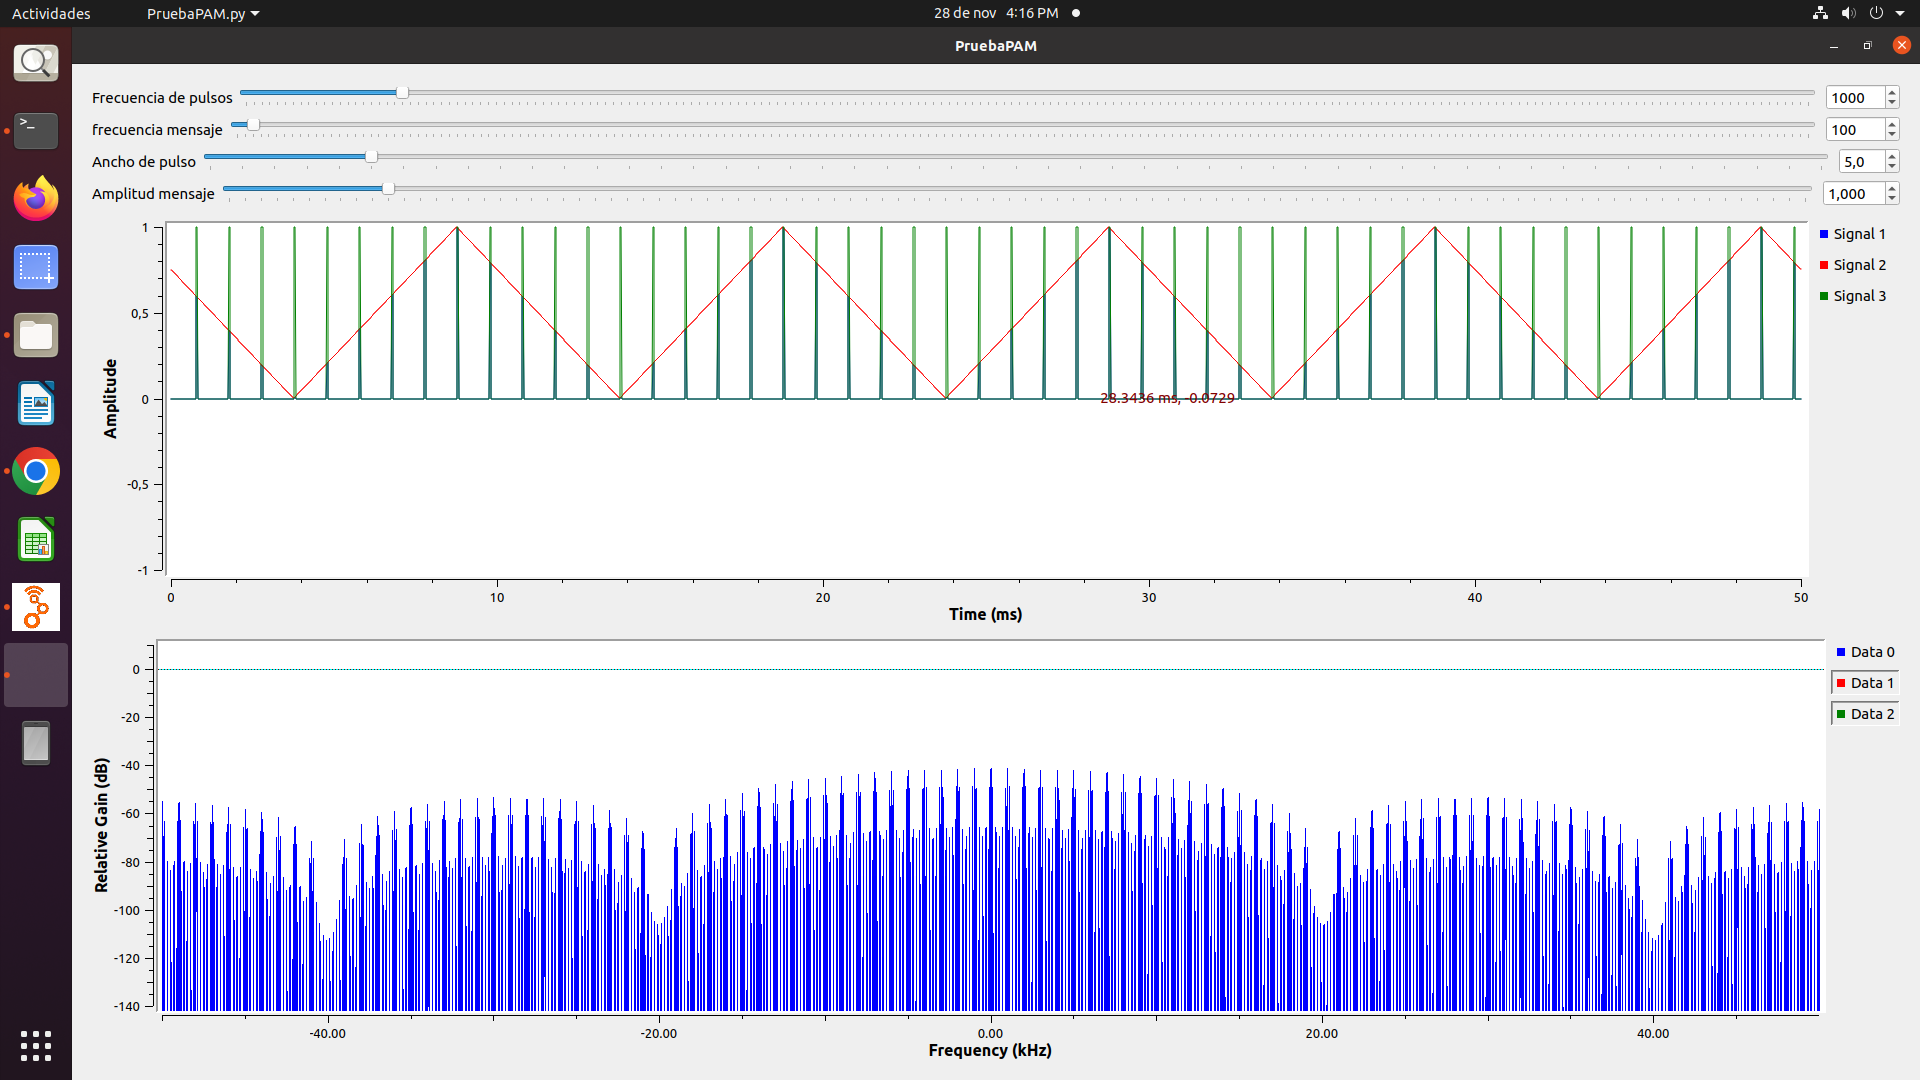 Actividades
PruebaPAM.py
28 de nov 4:16 PM
PruebaPAM
Frecuencia de pulsos
1000
frecuencia mensaje
100
Ancho de pulso
5,0
Amplitud mensaje
1,000
1
0,5
0
-0,5
-1
Amplitude
28.3436 ms, -0.0729
Signal 1
Signal 2
Signal 3
0 10 20 30 40 50
Time (ms)
0
-20
-40
-60
-80
-100
-120
-140
Relative Gain (dB)
Data 0
Data 1
Data 2
-40.00 -20.00 0.00 20.00 40.00
Frequency (kHz)